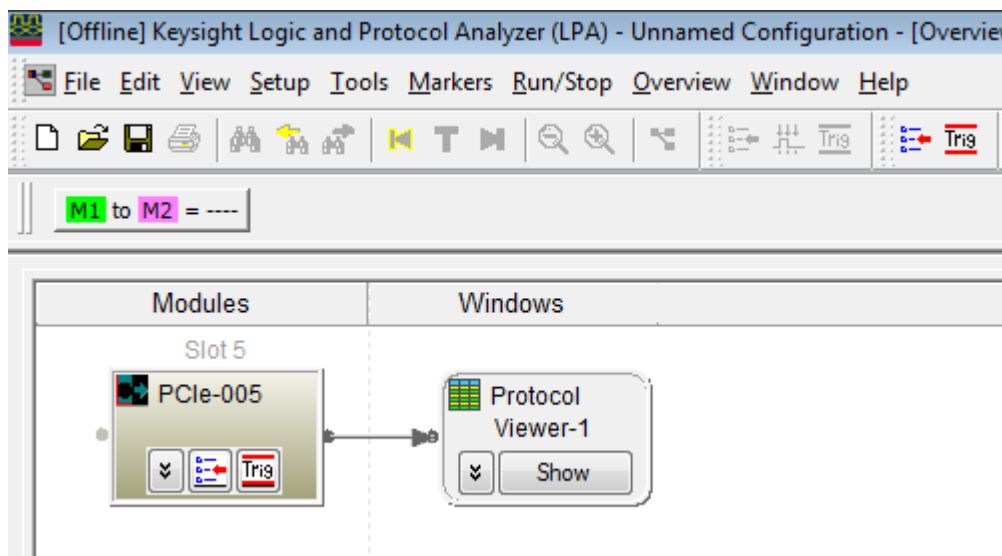 [Offline] Keysight Logic and Protocol Analyzer (LPA) - Unnamed Configuration - [Overvie
File Edit View Setup Tools Markers Run/Stop Overview Window Help
T Trig Trig
M1 to M2 = ----
Modules Windows
Slot 5
PCIe-005
Trig
Protocol
Viewer-1
Show